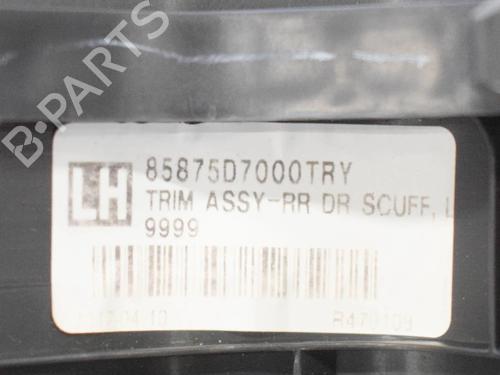 B-PARTS
LH
85875D7000TRY
TRIM ASSY-RR DR SCUFF, L
9999